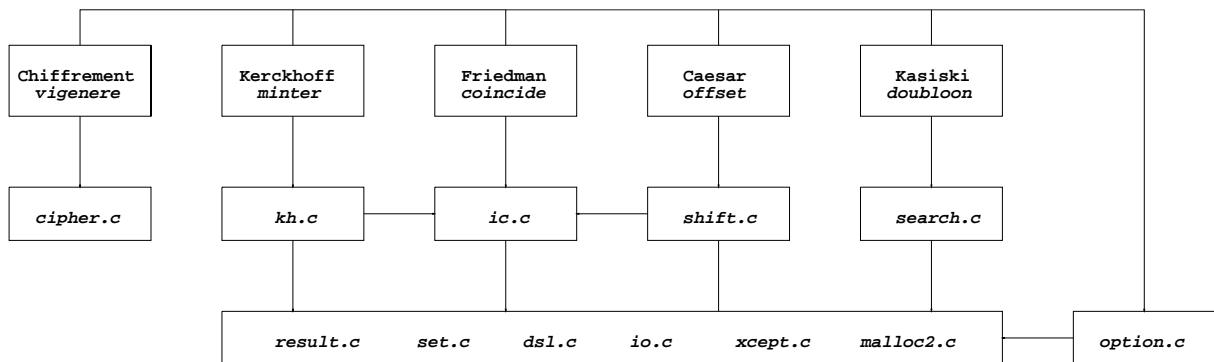 Chiffrement Kerckhoff Friedman Caesar Kasiski
vigenere minter coincide offset doubloon
cipher.c kh.c ic.c shift.c search.c
result.c set.c dsl.c io.c xcept.c malloc2.c option.c